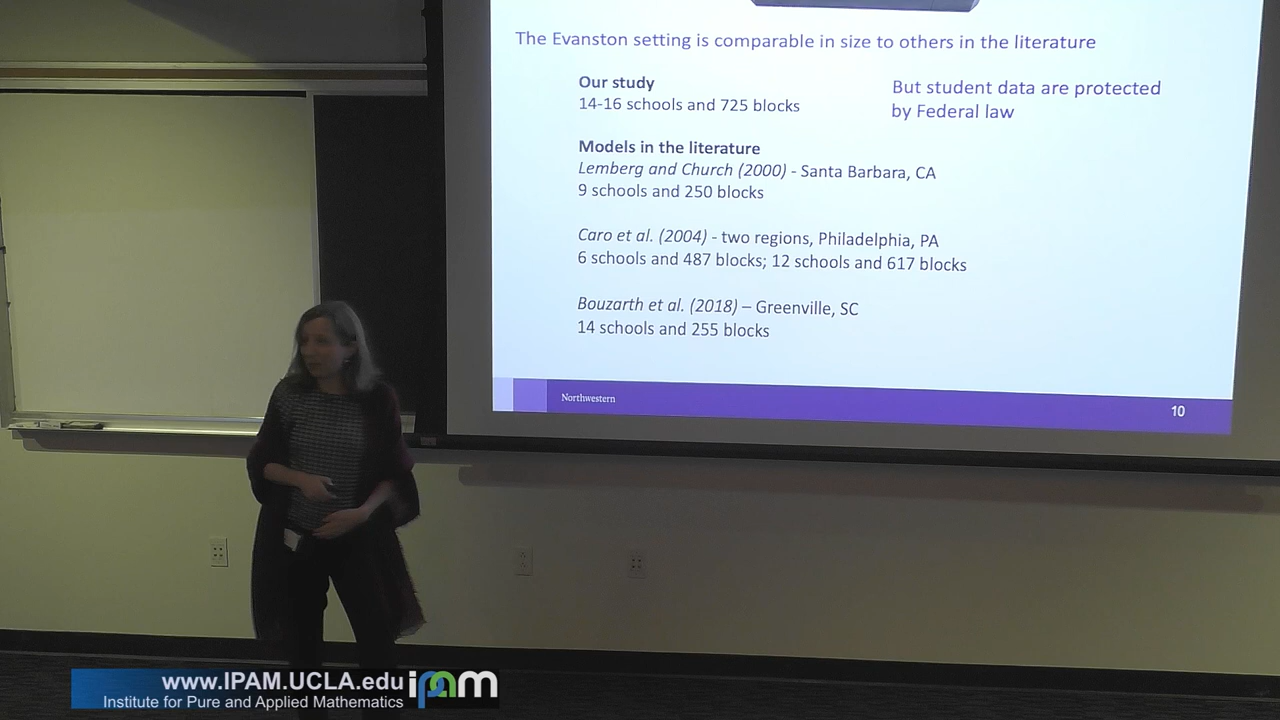 The Evanston setting is comparable in size to others in the literature
Our study
14-16 schools and 725 blocks
But student data are protected
by Federal law
Models in the literature
Lemberg and Church (2000) - Santa Barbara, CA
9 schools and 250 blocks
Caro et al. (2004) - two regions, Philadelphia, PA
6 schools and 487 blocks; 12 schools and 617 blocks
Bouzarth et al. (2018) – Greenville, SC
14 schools and 255 blocks
Northwestern
10
www.IPAM.UCLA.edu
Institute for Pure and Applied Mathematics
ipam